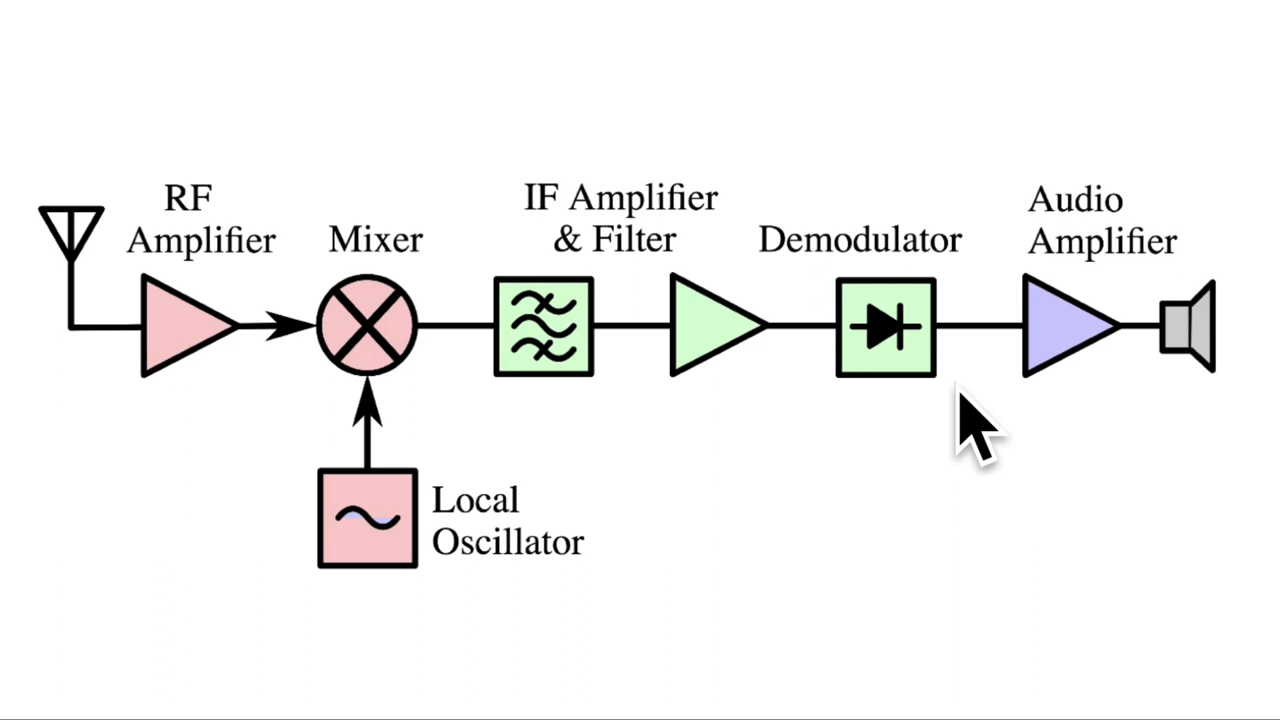 RF
Amplifier
Mixer
IF Amplifier
& Filter
Demodulator
Audio
Amplifier
Local
Oscillator